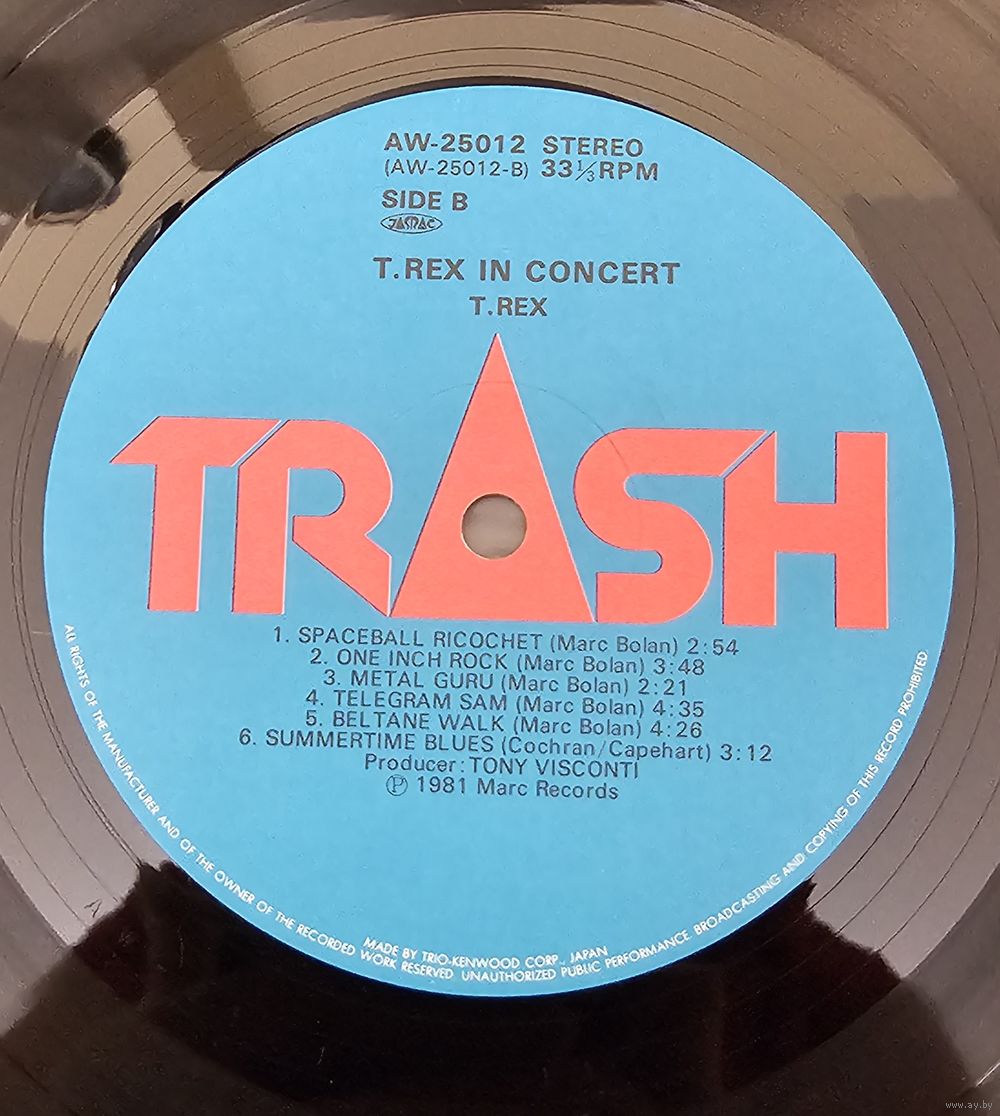 AW-25012 STEREO
(AW-25012-B) 33⅓RPM
SIDE B
JASRAC
T.REX IN CONCERT
T.REX
TRASH
1. SPACEBALL RICOCHET (Marc Bolan) 2:54
2. ONE INCH ROCK (Marc Bolan) 3:48
3. METAL GURU (Marc Bolan) 2:21
4. TELEGRAM SAM (Marc Bolan) 4:35
5. BELTANE WALK (Marc Bolan) 4:26
6. SUMMERTIME BLUES (Cochran/Capehart) 3:12
Producer: TONY VISCONTI
Ⓟ 1981 Marc Records
MADE BY TRIO-KENWOOD CORP., JAPAN
ALL RIGHTS OF THE MANUFACTURER AND OF THE OWNER OF THE RECORDED WORK RESERVED. UNAUTHORIZED PUBLIC PERFORMANCE BROADCASTING AND COPYING OF THIS RECORD PROHIBITED.
www.ay.by